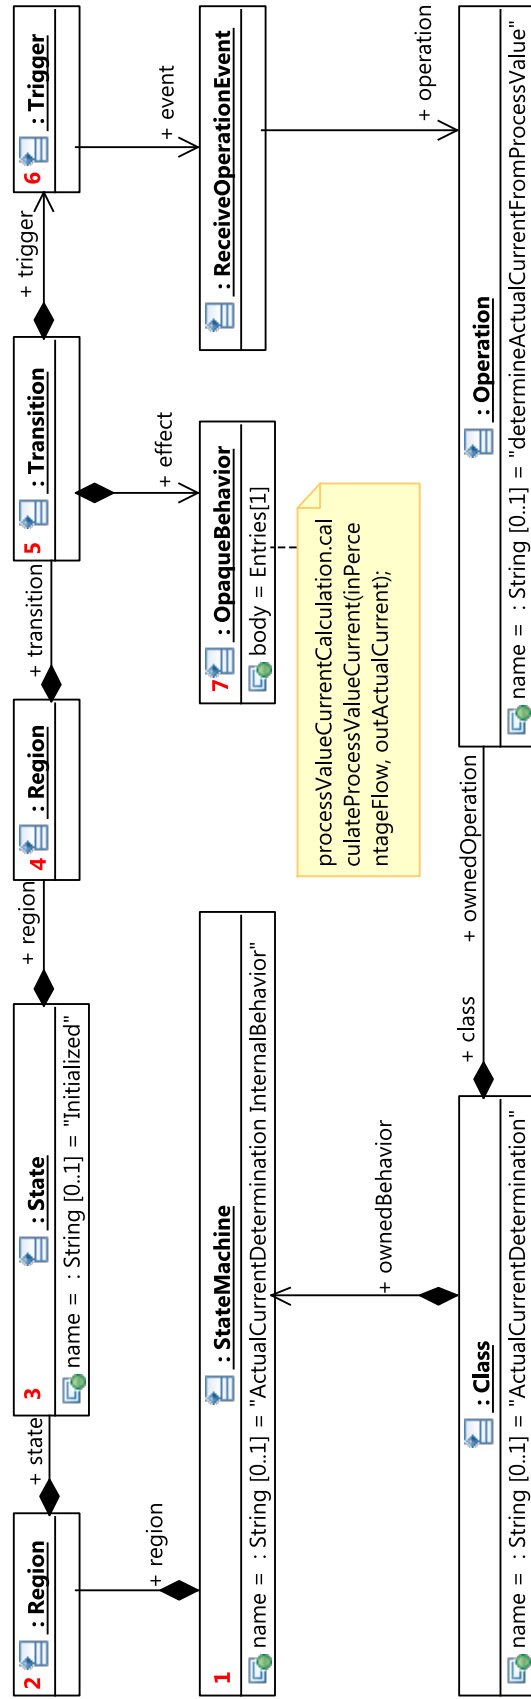 2 : Region
+ state
3 : State
name = : String [0..1] = "Initialized"
+ region
4 : Region
+ transition
5 : Transition
+ trigger
6 : Trigger
+ region
+ effect
+ event
1 : StateMachine
name = : String [0..1] = "ActualCurrentDetermination InternalBehavior"
7 : OpaqueBehavior
body = Entries[1]
: ReceiveOperationEvent
processValueCurrentCalculation.cal
culateProcessValueCurrent(inPerce
ntageFlow, outActualCurrent);
+ ownedBehavior
+ operation
: Class
name = : String [0..1] = "ActualCurrentDetermination"
+ class
+ ownedOperation
: Operation
name = : String [0..1] = "determineActualCurrentFromProcessValue"